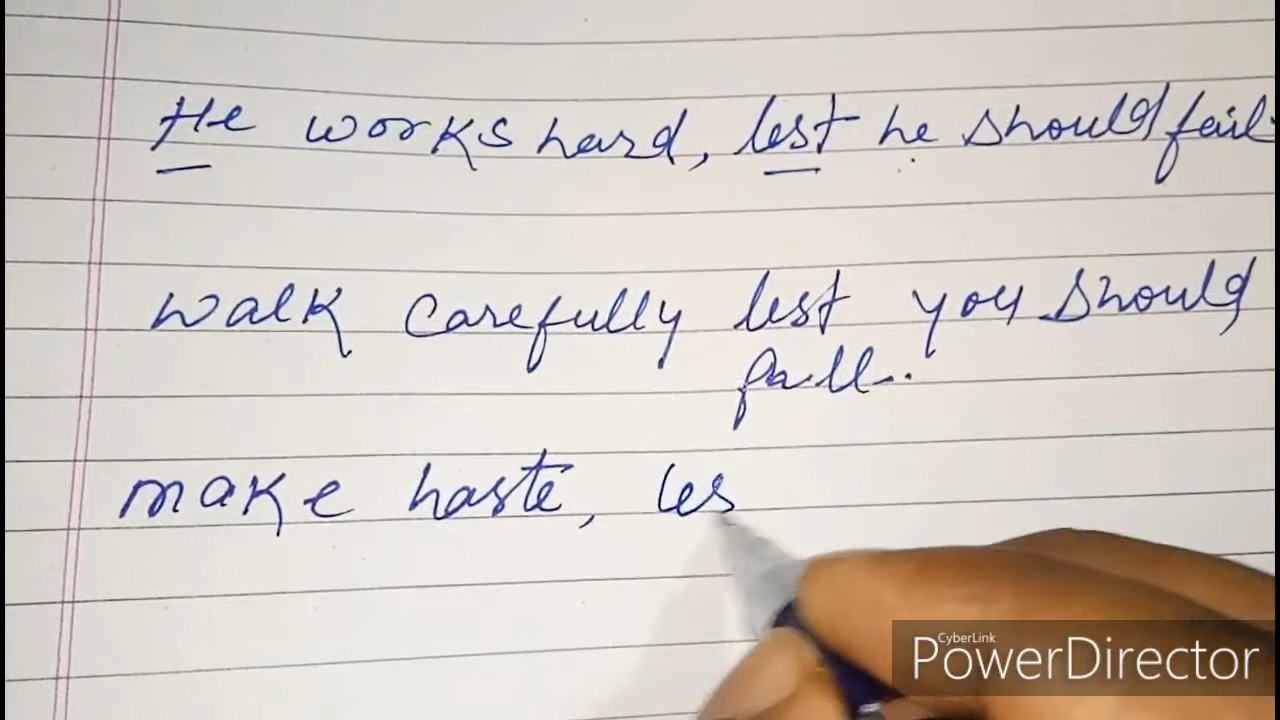 He works hard, lest he should fail.
walk carefully lest you should
fall.
make haste, les
CyberLink
PowerDirector